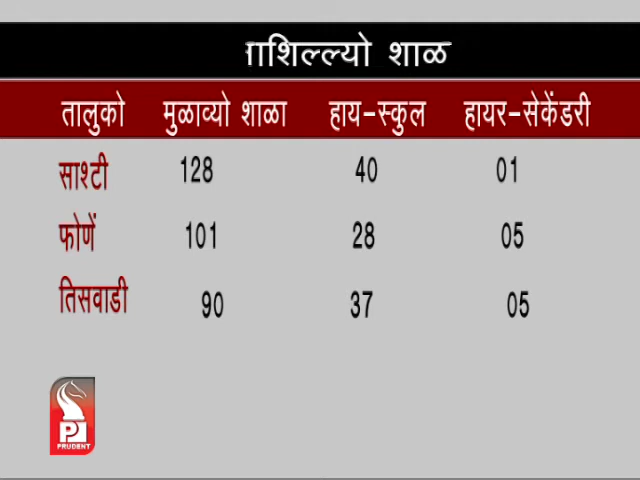 शाळ
तालुको मुळाव्यो शाळा हाय-स्कुल हायर-सेकेंडरी
साश्टी 128 40 01
फोणें 101 28 05
तिसवाडी 90 37 05
PRUDENT